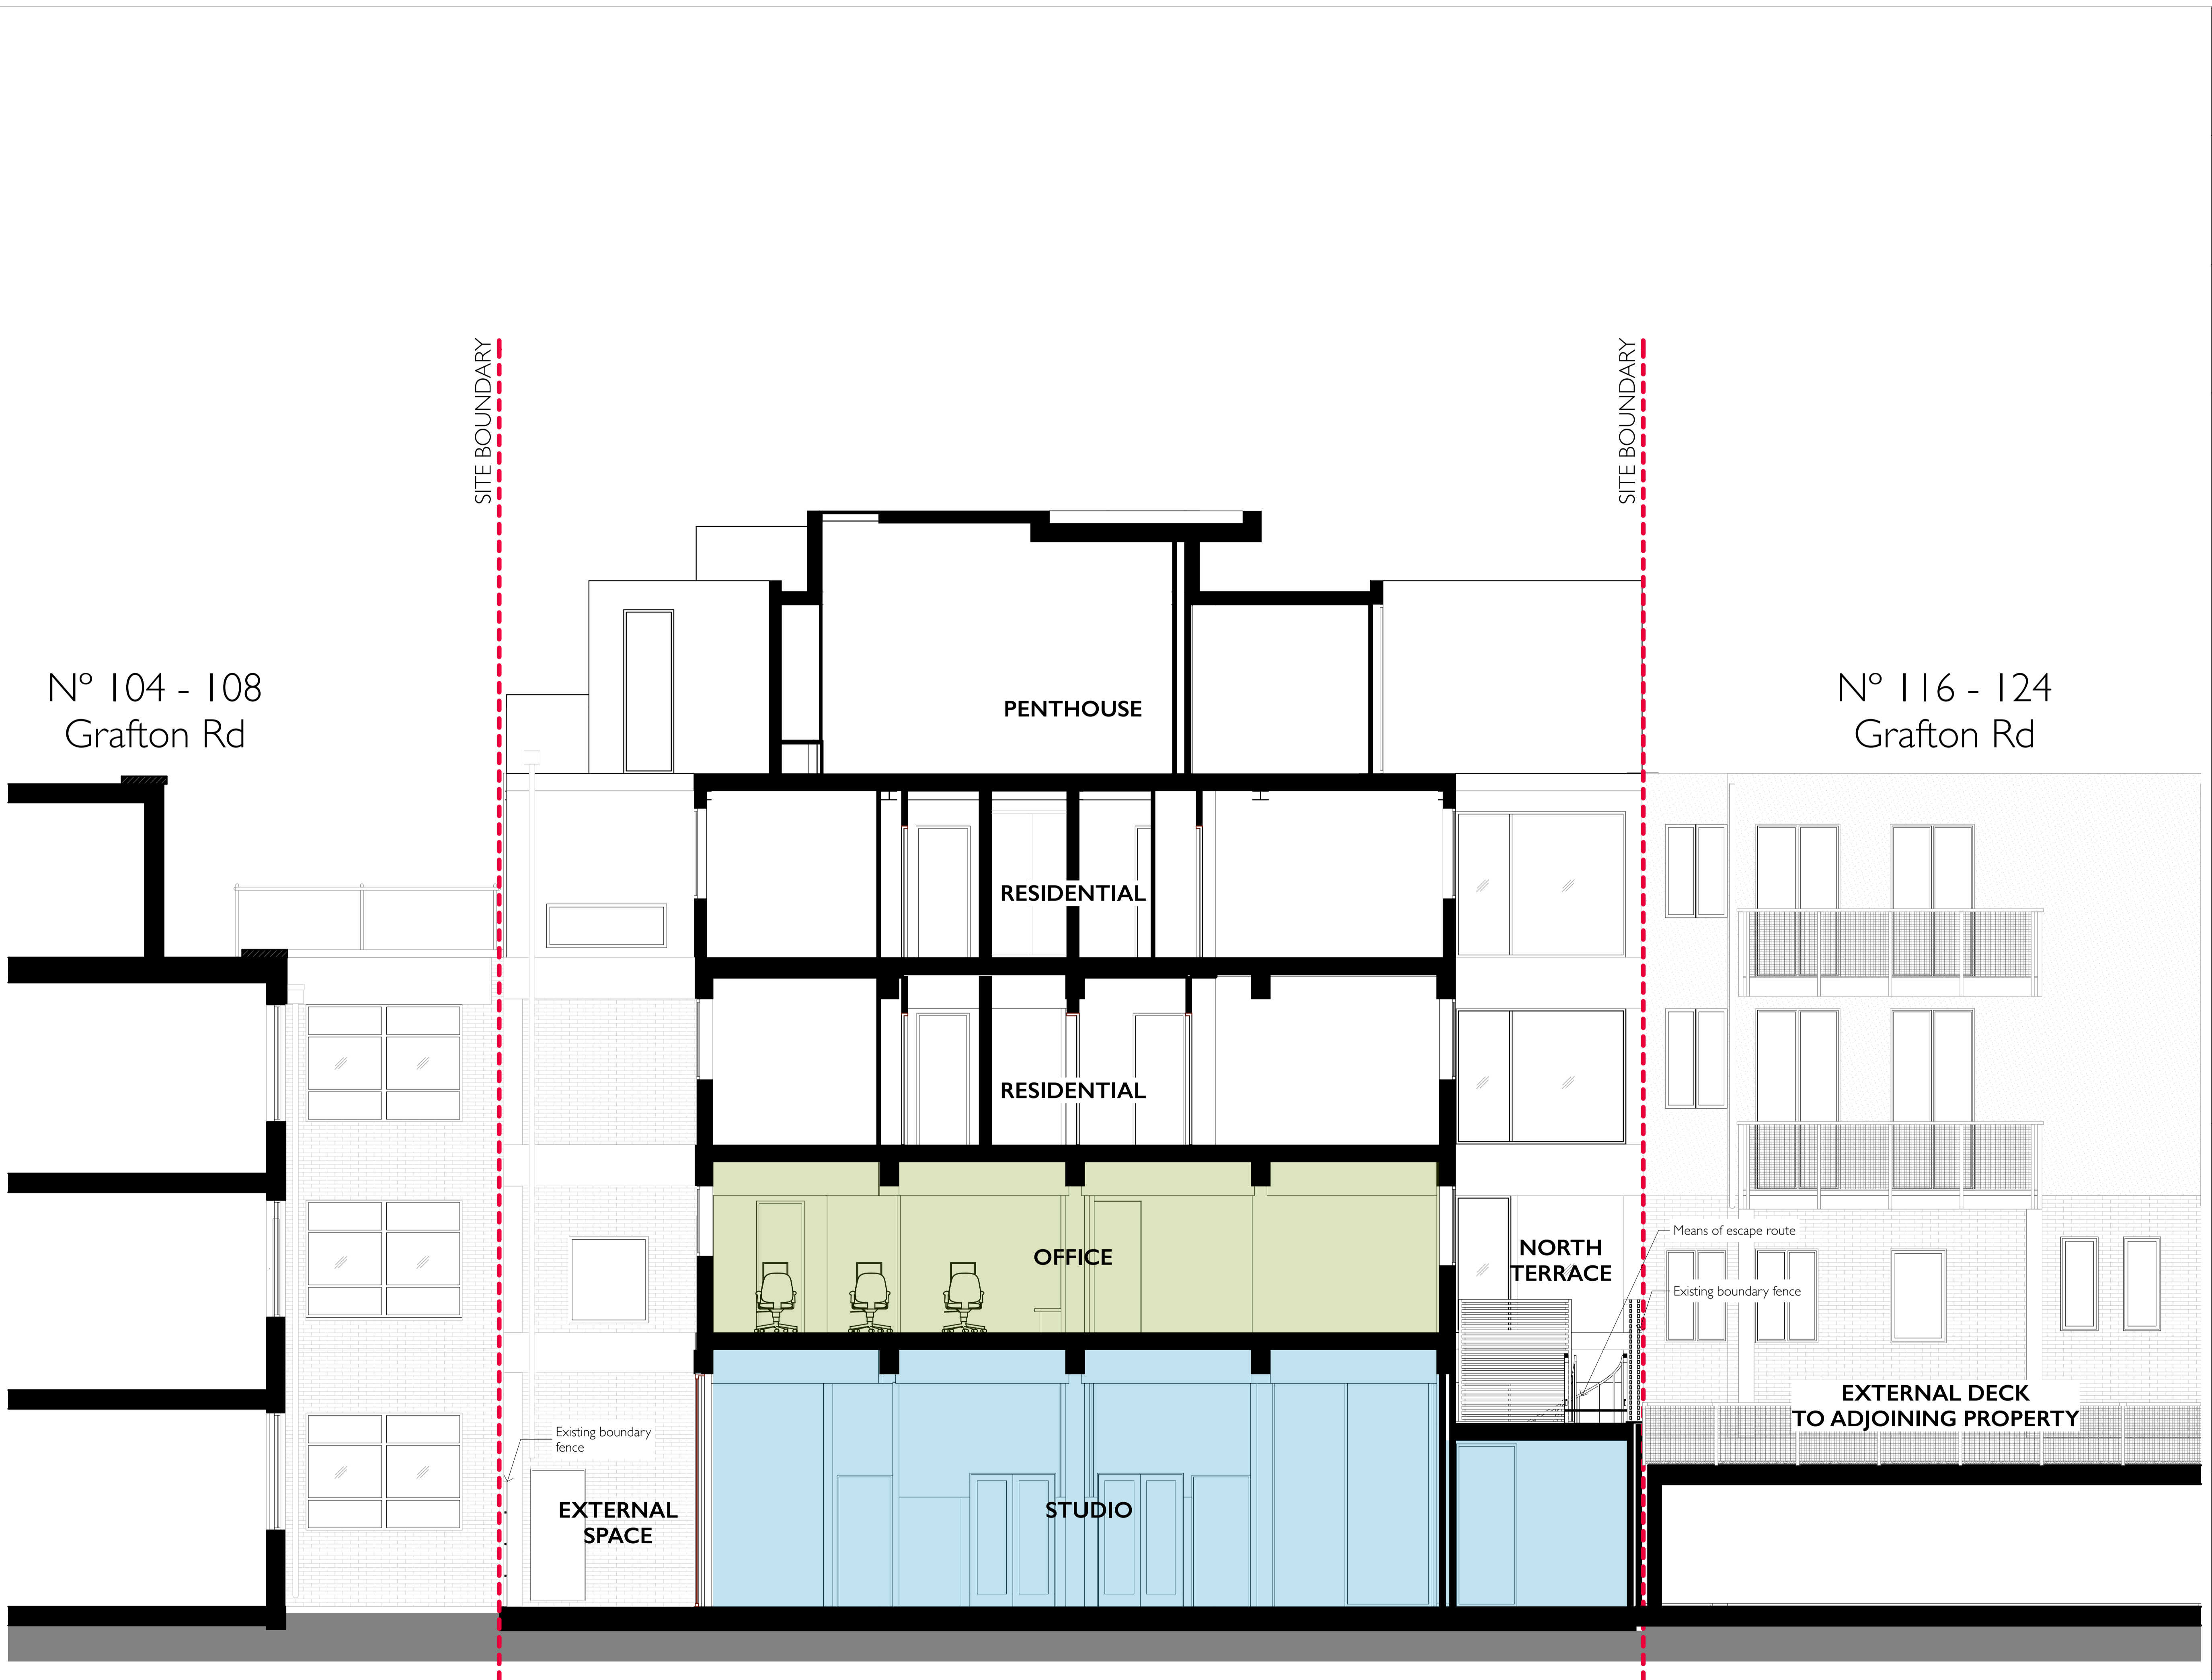 SITE BOUNDARY
SITE BOUNDARY
Nº 104 - 108
Grafton Rd
Nº 116 - 124
Grafton Rd
PENTHOUSE
RESIDENTIAL
RESIDENTIAL
OFFICE
NORTH
TERRACE
Means of escape route
Existing boundary fence
EXTERNAL DECK
TO ADJOINING PROPERTY
Existing boundary
fence
EXTERNAL
SPACE
STUDIO